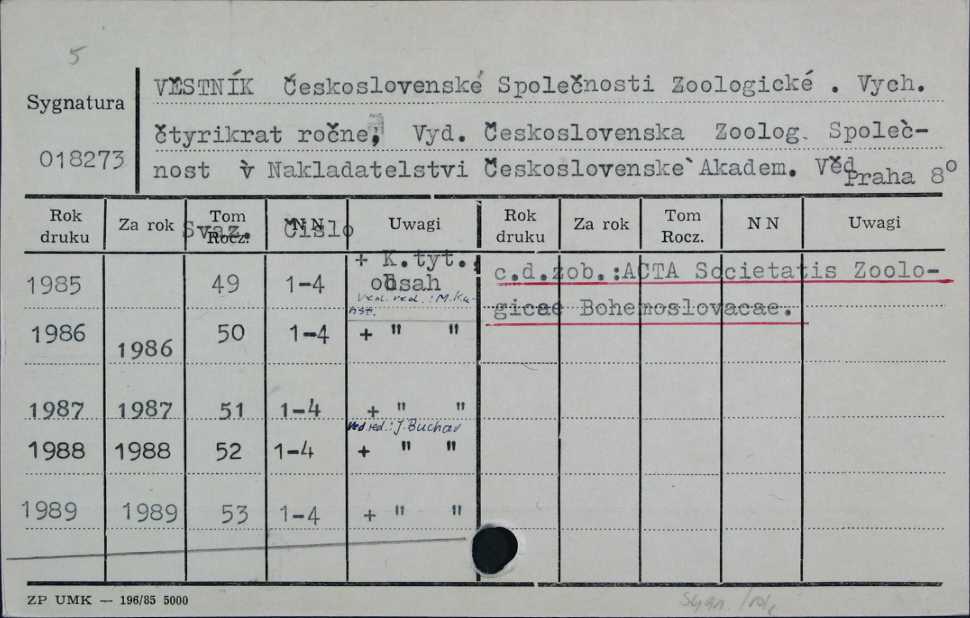 5
Sygnatura
018273
VĚSTNÍK Československé Společnosti Zoologické . Vych.
čtyrikrat ročne, Vyd. Československa Zoolog. Společ-
nost v Nakladatelstvi Československe Akadem. Věd
Praha 8°
Rok druku Za rok Tom Rocz. N N Uwagi Rok druku Za rok Tom Rocz. N N Uwagi
Svaz. Číslo
+ K.tyt.,
1985 49 1-4 obsah
Ved. red. : M. Ku-
nst.
c.d.zob.:ACTA Societatis Zoolo-
gicae Bohemoslovacae.
1986 1986 50 1-4 + " "
1987 1987 51 1-4 + " "
Ved. red. : J. Buchar
1988 1988 52 1-4 + " "
1989 1989 53 1-4 + " "
ZP UMK — 196/85 5000